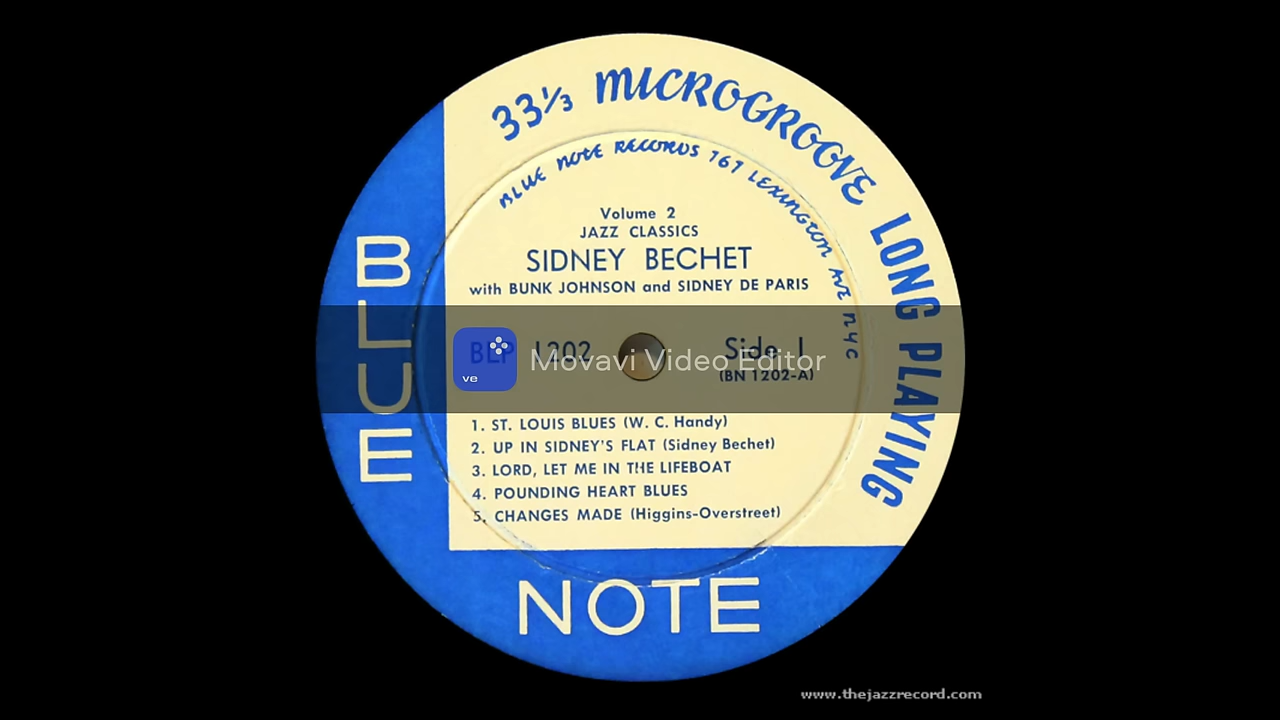 33⅓ MICROGROOVE LONG PLAYING
BLUE NOTE RECORDS 767 LEXINGTON AVE NYC
Volume 2
JAZZ CLASSICS
SIDNEY BECHET
with BUNK JOHNSON and SIDNEY DE PARIS
BLP 1202
Side 1
(BN 1202-A)
ve
Movavi Video Editor
1. ST. LOUIS BLUES (W. C. Handy)
2. UP IN SIDNEY'S FLAT (Sidney Bechet)
3. LORD, LET ME IN THE LIFEBOAT
4. POUNDING HEART BLUES
5. CHANGES MADE (Higgins-Overstreet)
BLUE
NOTE
www.thejazzrecord.com